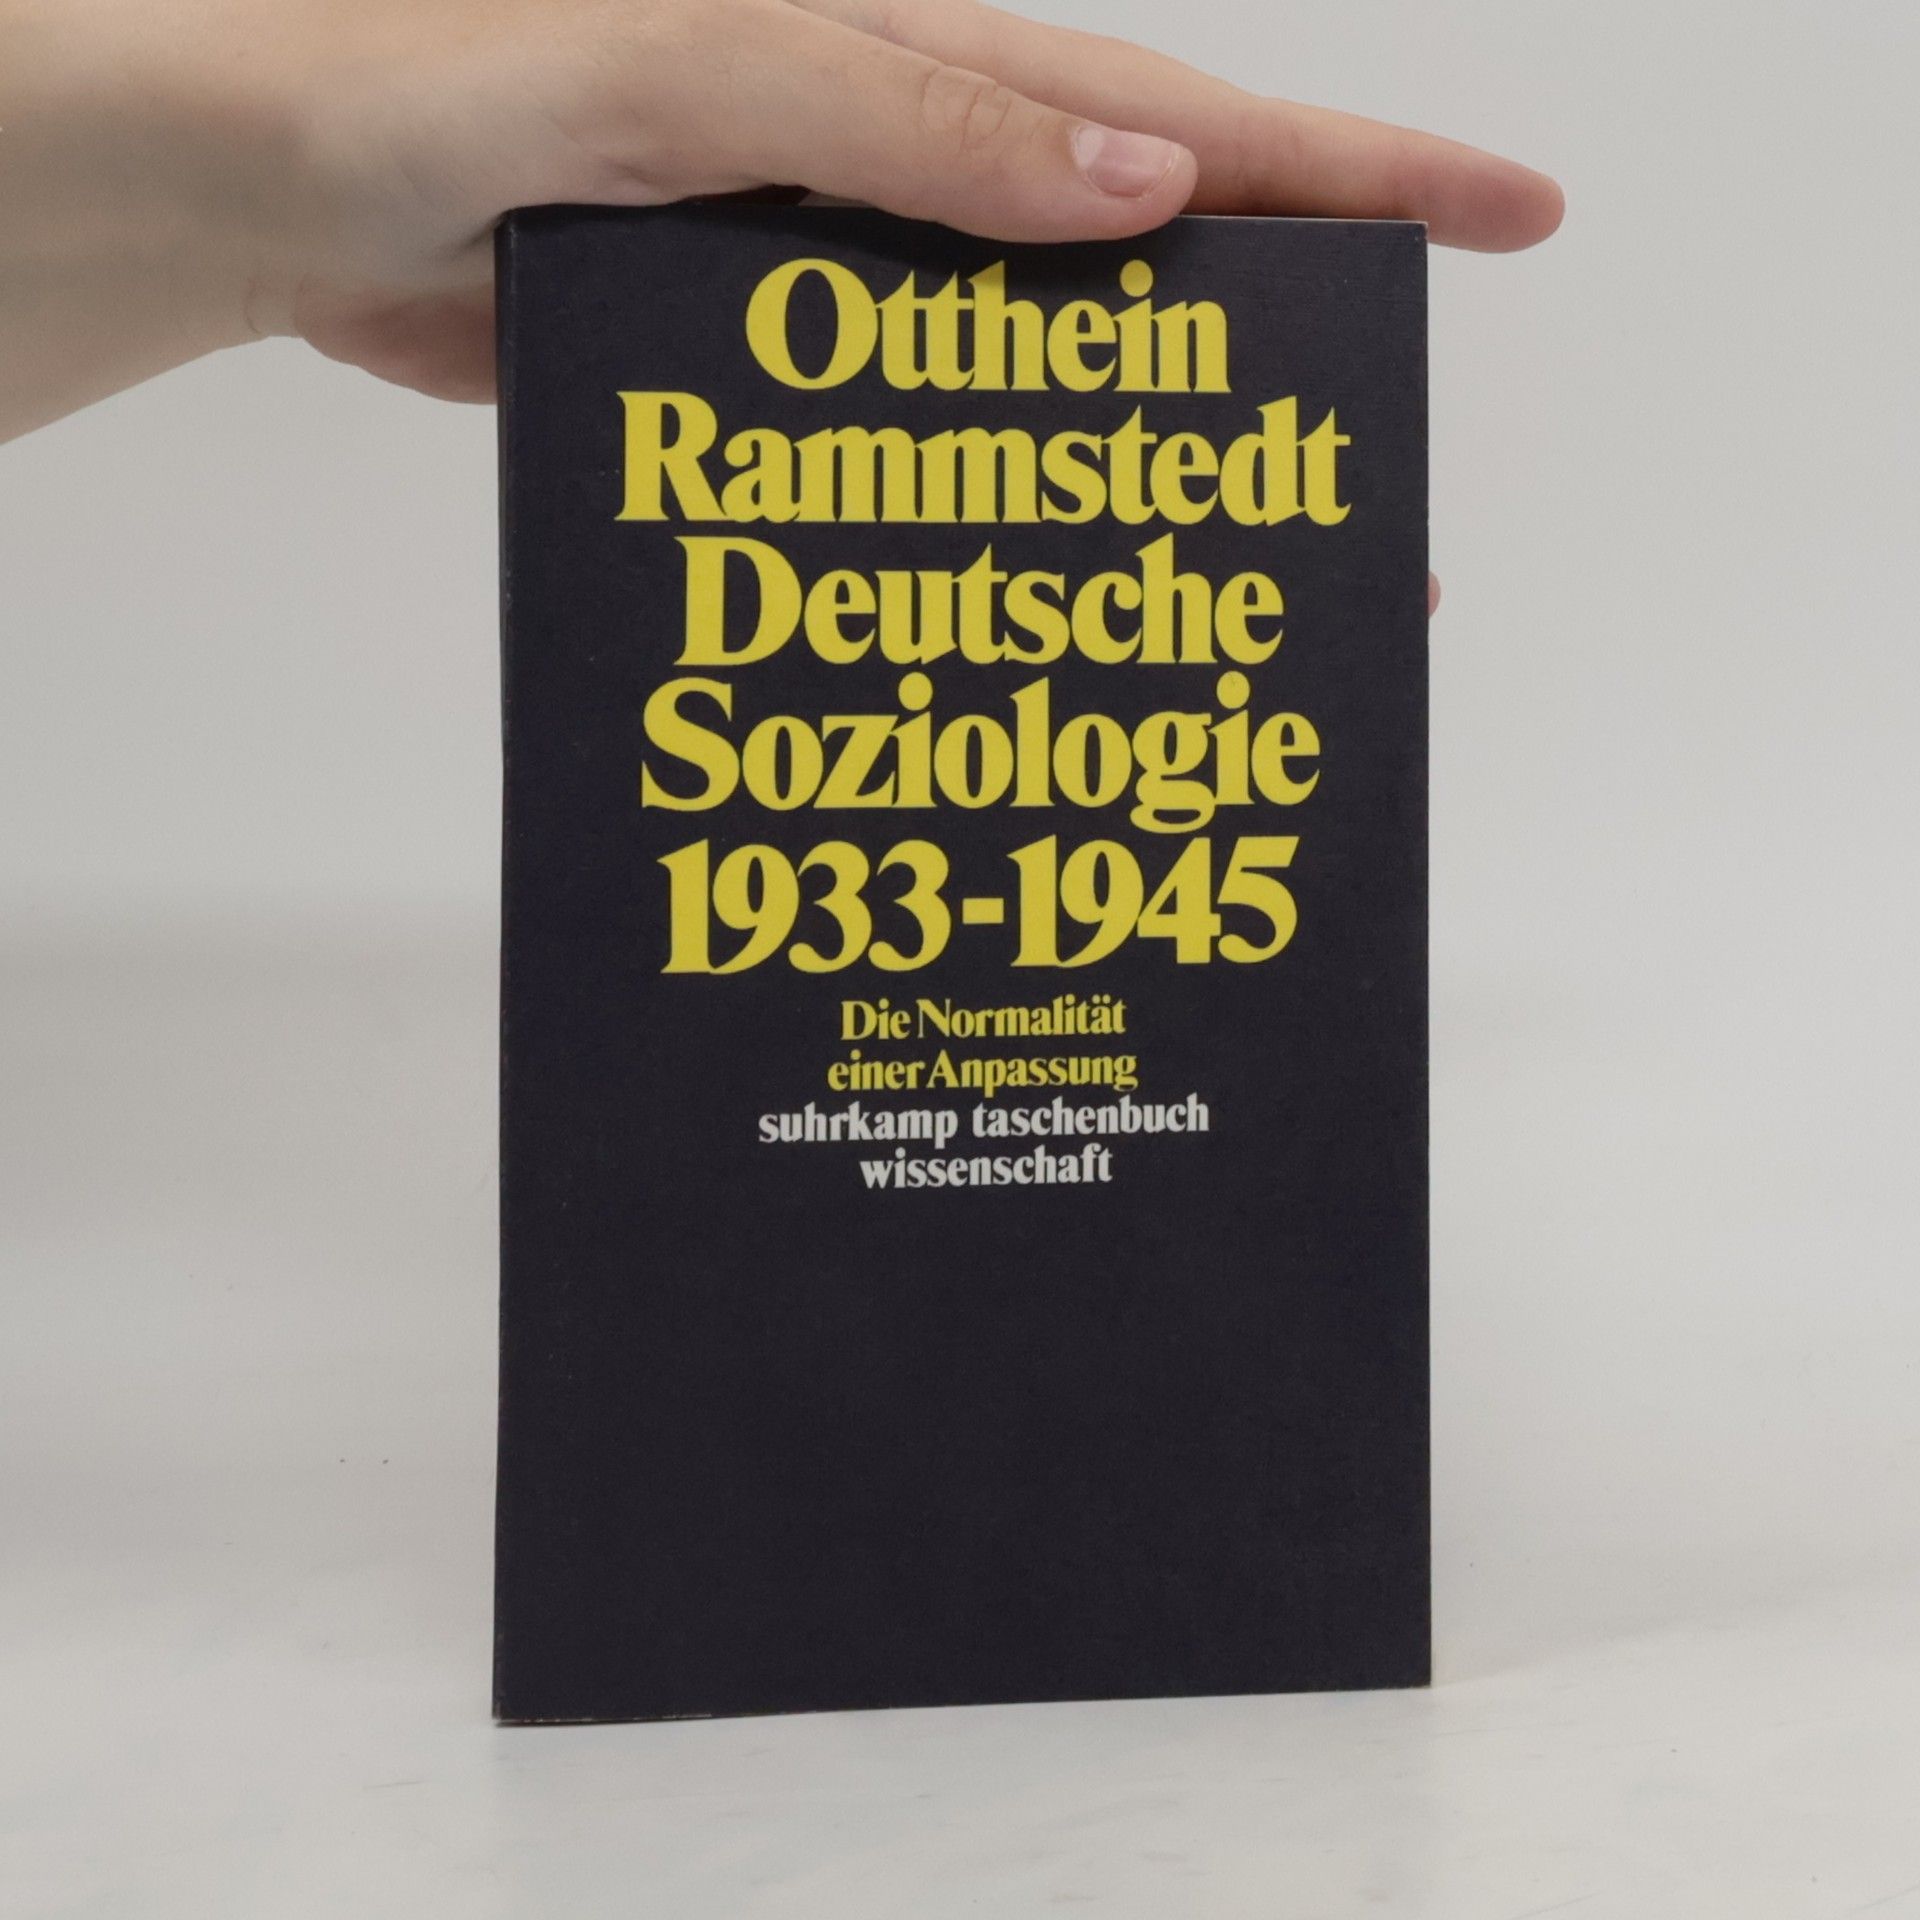 Otthein
Rammstedt
Deutsche
Soziologie
1933-1945
Die Normalität
einer Anpassung
suhrkamp taschenbuch
wissenschaft